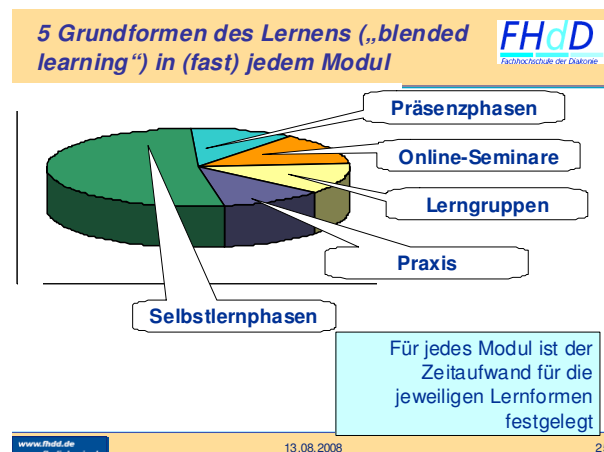 5 Grundformen des Lernens („blended
learning“) in (fast) jedem Modul
FHdD
Fachhochschule der Diakonie
Präsenzphasen
Online-Seminare
Lerngruppen
Praxis
Selbstlernphasen
Für jedes Modul ist der
Zeitaufwand für die
jeweiligen Lernformen
festgelegt
www.fhdd.de
13.08.2008